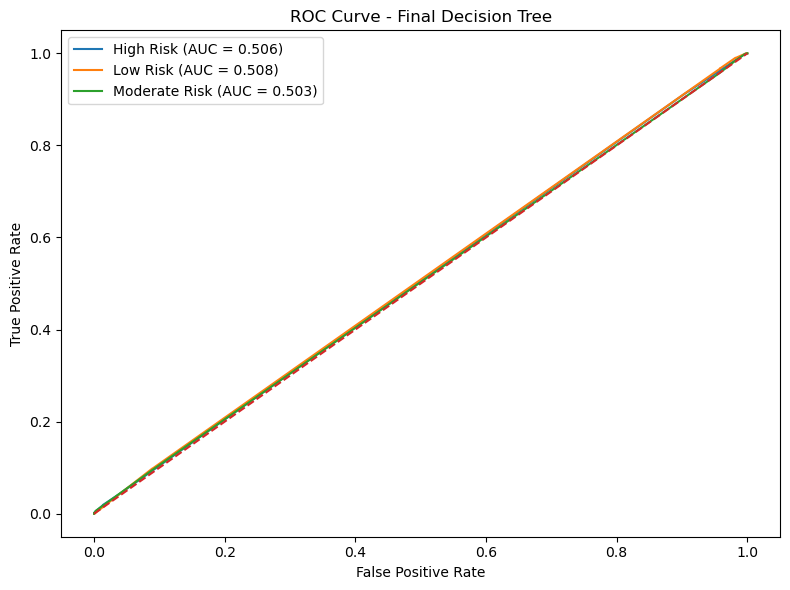 ROC Curve - Final Decision Tree
High Risk (AUC = 0.506)
Low Risk (AUC = 0.508)
Moderate Risk (AUC = 0.503)
True Positive Rate
1.0
0.8
0.6
0.4
0.2
0.0
0.0 0.2 0.4 0.6 0.8 1.0
False Positive Rate